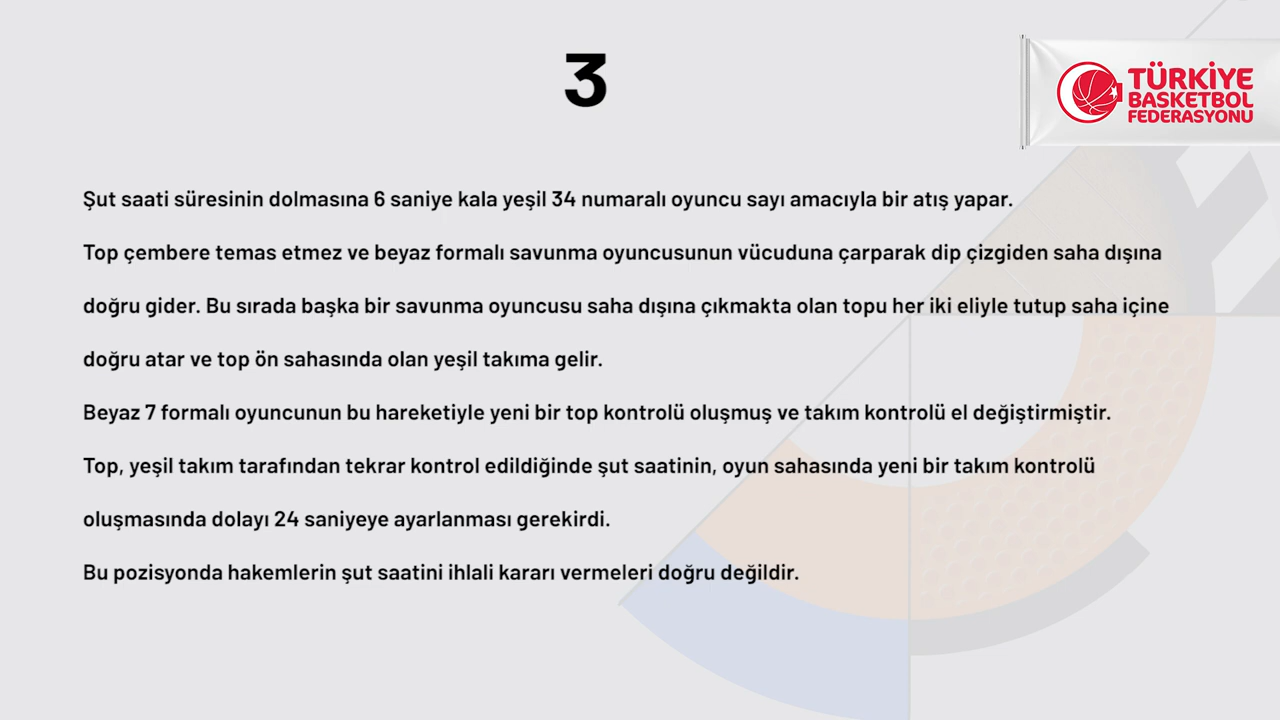 3
TÜRKİYE
BASKETBOL
FEDERASYONU
Şut saati süresinin dolmasına 6 saniye kala yeşil 34 numaralı oyuncu sayı amacıyla bir atış yapar.
Top çembere temas etmez ve beyaz formalı savunma oyuncusunun vücuduna çarparak dip çizgiden saha dışına
doğru gider. Bu sırada başka bir savunma oyuncusu saha dışına çıkmakta olan topu her iki eliyle tutup saha içine
doğru atar ve top ön sahasında olan yeşil takıma gelir.
Beyaz 7 formalı oyuncunun bu hareketiyle yeni bir top kontrolü oluşmuş ve takım kontrolü el değiştirmiştir.
Top, yeşil takım tarafından tekrar kontrol edildiğinde şut saatinin, oyun sahasında yeni bir takım kontrolü
oluşmasında dolayı 24 saniyeye ayarlanması gerekirdi.
Bu pozisyonda hakemlerin şut saatini ihlali kararı vermeleri doğru değildir.